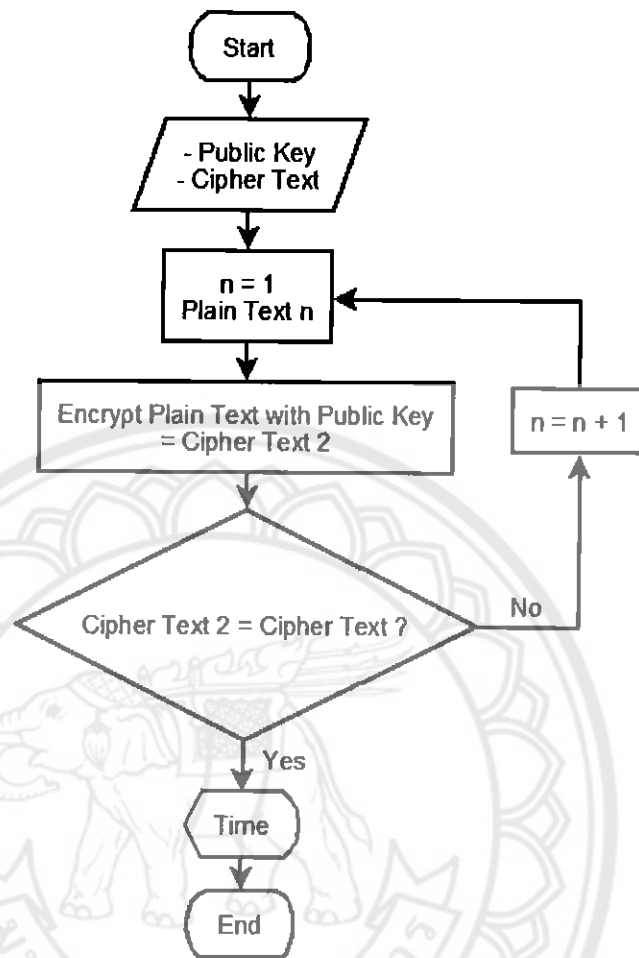 Start
- Public Key
- Cipher Text
n = 1
Plain Text n
Encrypt Plain Text with Public Key
= Cipher Text 2
n = n + 1
Cipher Text 2 = Cipher Text ?
No
Yes
Time
End